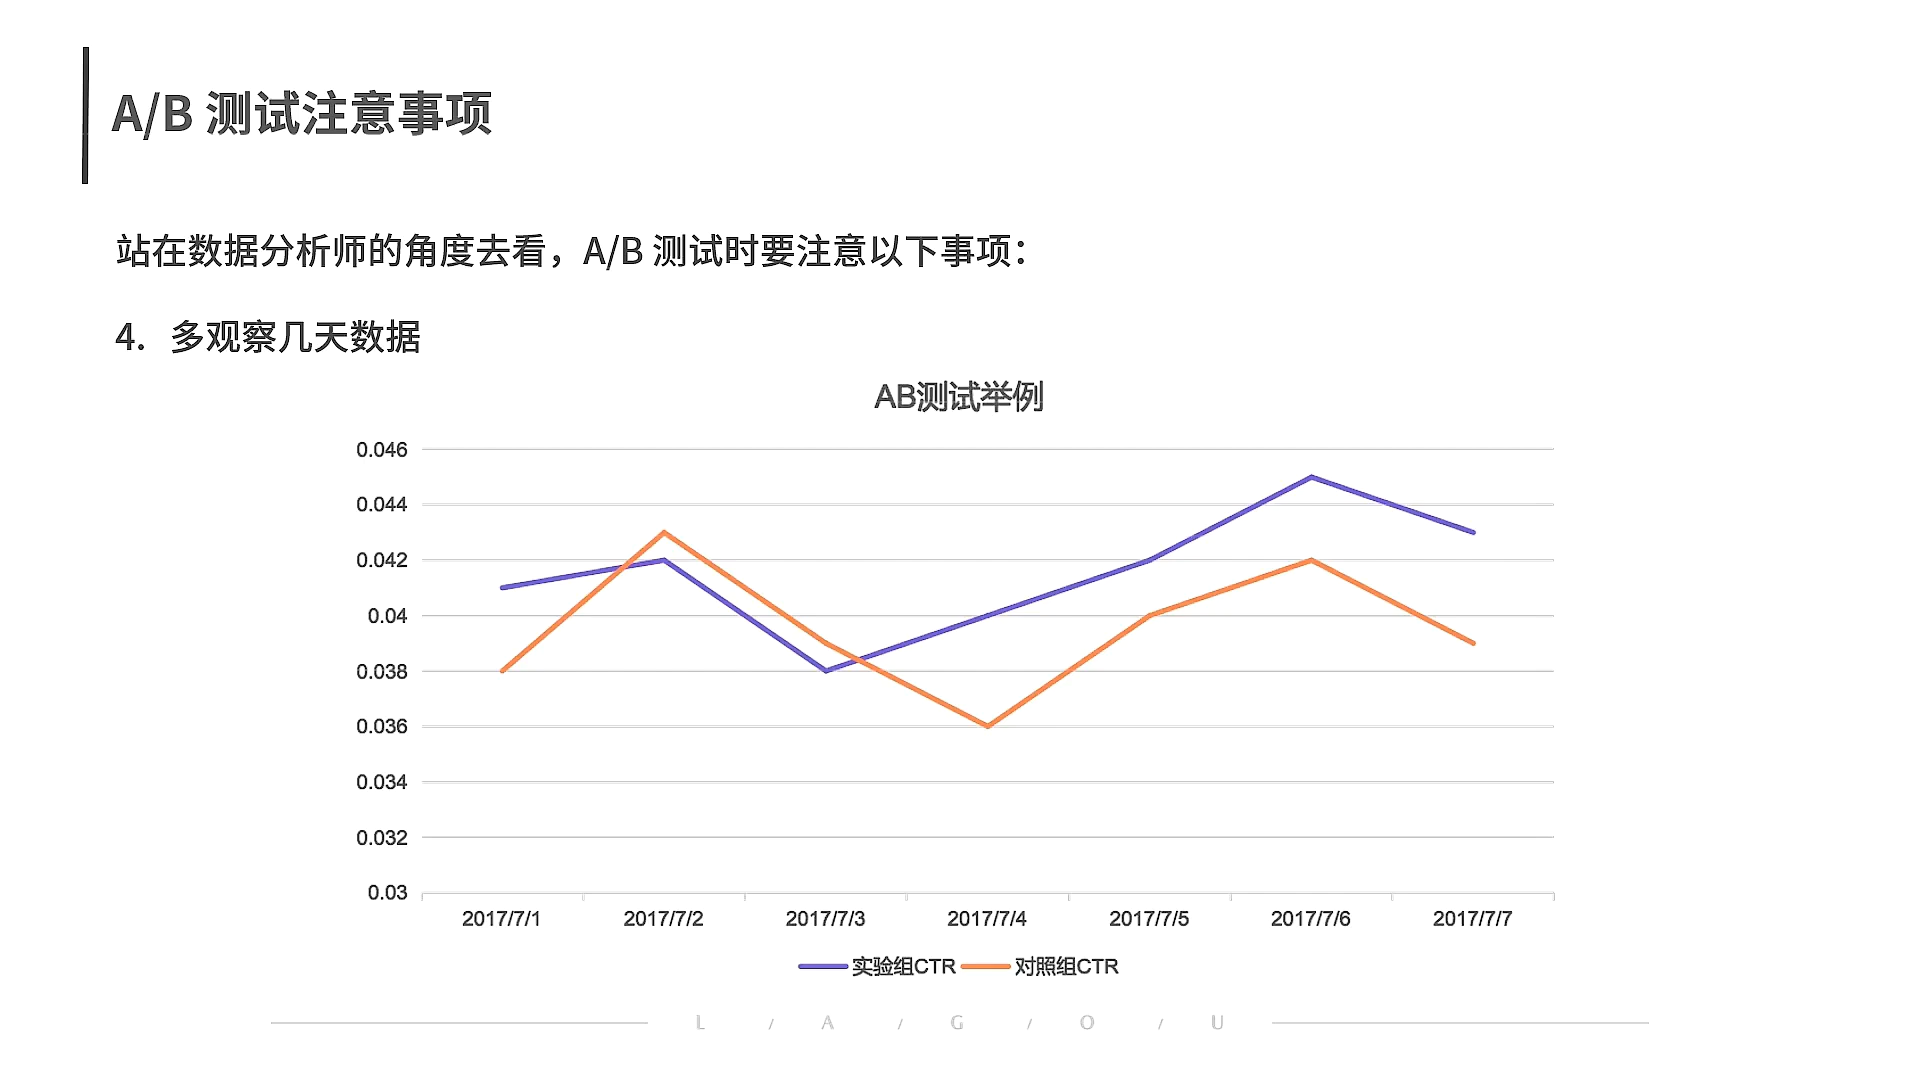 A/B 测试注意事项
站在数据分析师的角度去看，A/B 测试时要注意以下事项：
4. 多观察几天数据
AB测试举例
0.046
0.044
0.042
0.04
0.038
0.036
0.034
0.032
0.03
2017/7/1 2017/7/2 2017/7/3 2017/7/4 2017/7/5 2017/7/6 2017/7/7
实验组CTR 对照组CTR
L / A / G / O / U